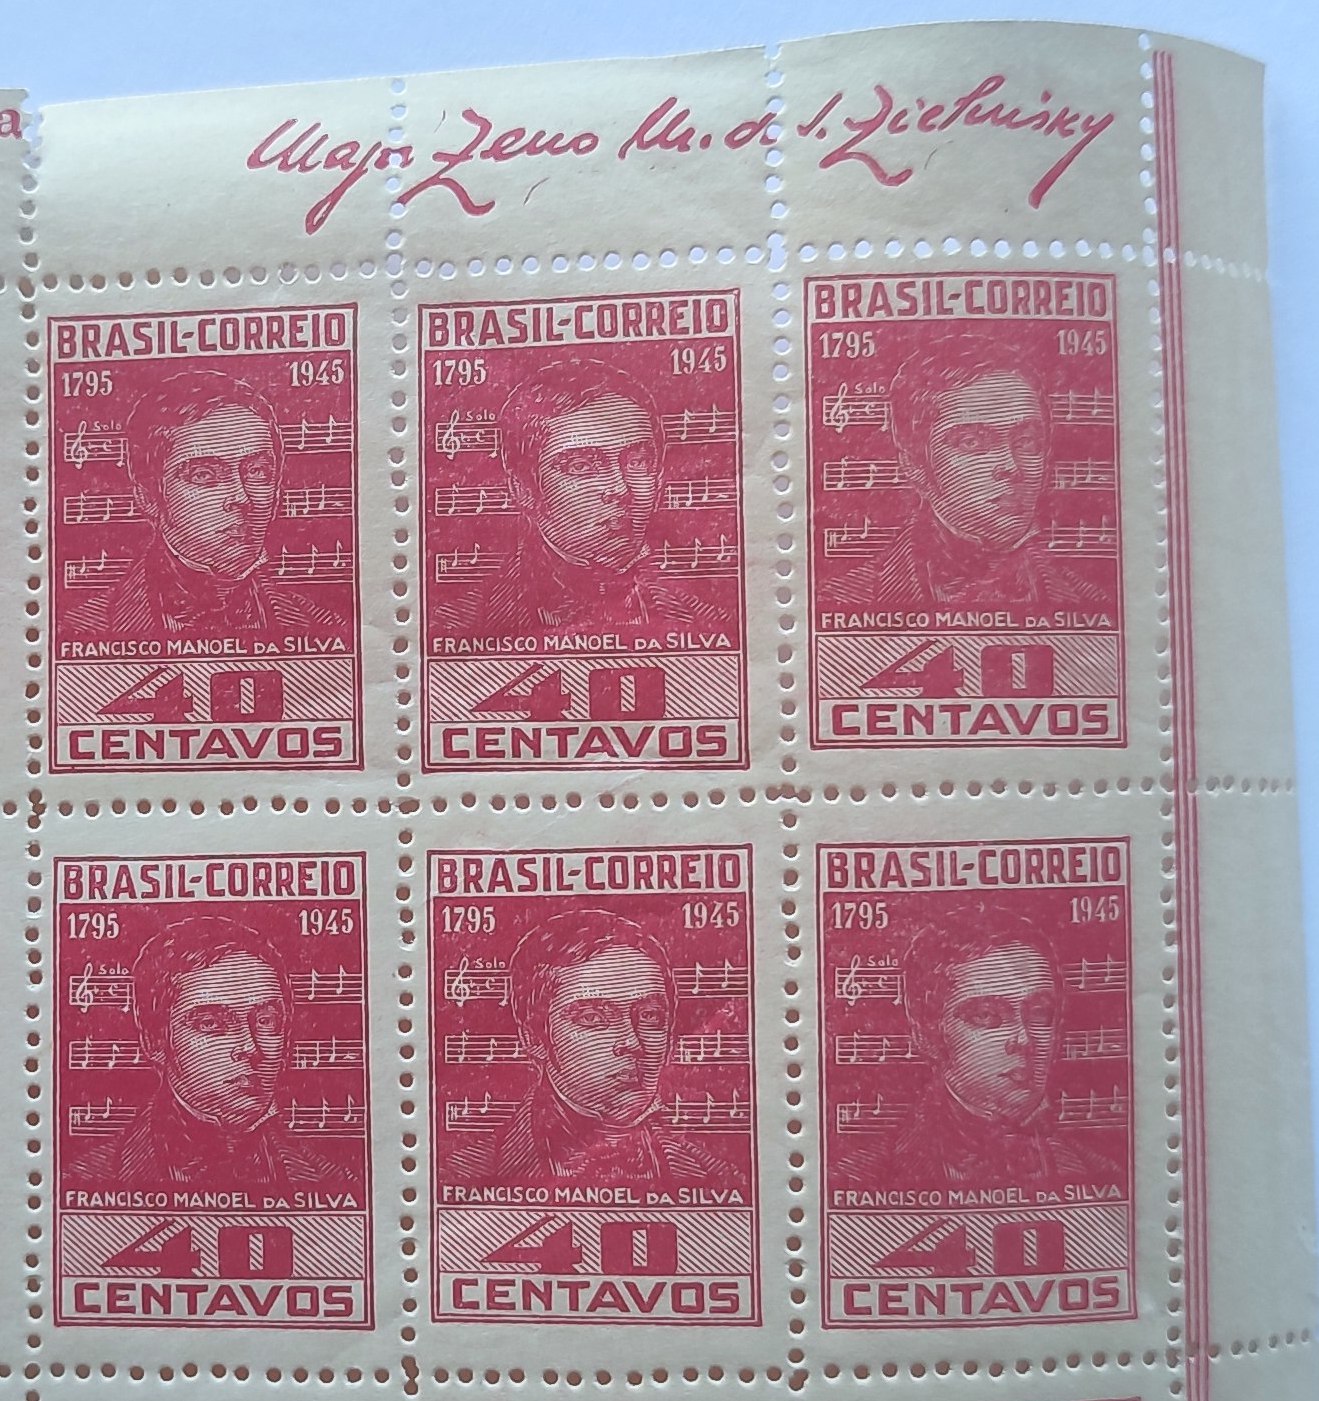 a
Major Zeno M. de S. Zielinsky
BRASIL-CORREIO
1795 1945
Solo
FRANCISCO MANOEL DA SILVA
40
CENTAVOS
BRASIL-CORREIO
1795 1945
Solo
FRANCISCO MANOEL DA SILVA
40
CENTAVOS
BRASIL-CORREIO
1795 1945
Solo
FRANCISCO MANOEL DA SILVA
40
CENTAVOS
BRASIL-CORREIO
1795 1945
Solo
FRANCISCO MANOEL DA SILVA
40
CENTAVOS
BRASIL-CORREIO
1795 1945
Solo
FRANCISCO MANOEL DA SILVA
40
CENTAVOS
BRASIL-CORREIO
1795 1945
Solo
FRANCISCO MANOEL DA SILVA
40
CENTAVOS